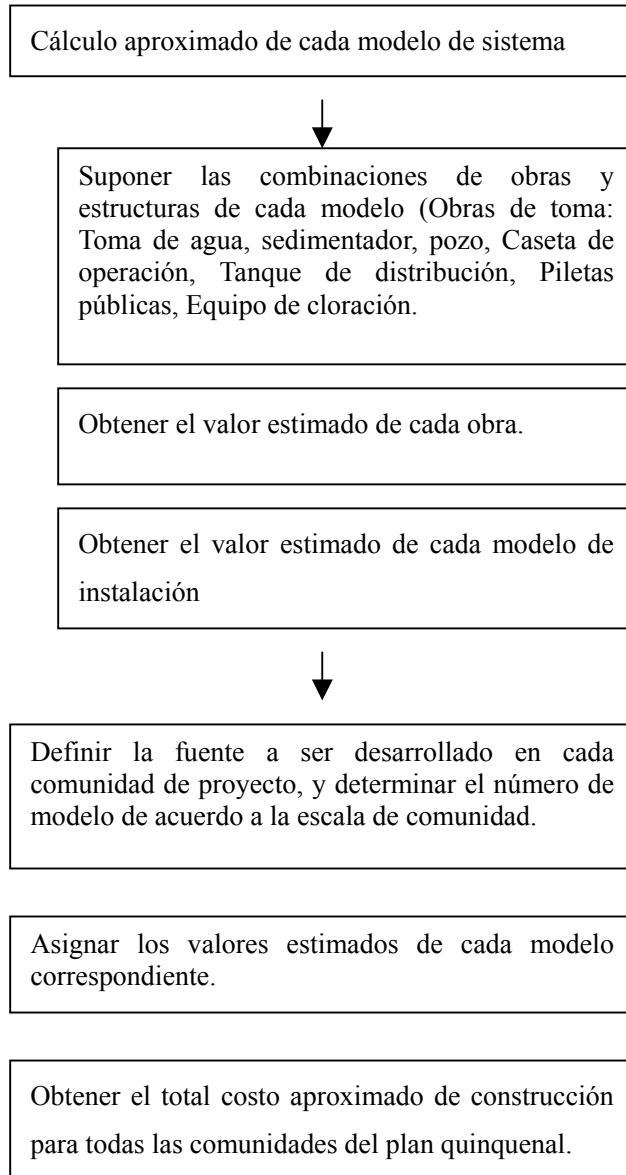 Cálculo aproximado de cada modelo de sistema
Suponer las combinaciones de obras y
estructuras de cada modelo (Obras de toma:
Toma de agua, sedimentador, pozo, Caseta de
operación, Tanque de distribución, Piletas
públicas, Equipo de cloración.
Obtener el valor estimado de cada obra.
Obtener el valor estimado de cada modelo de
instalación
Definir la fuente a ser desarrollado en cada
comunidad de proyecto, y determinar el número de
modelo de acuerdo a la escala de comunidad.
Asignar los valores estimados de cada modelo
correspondiente.
Obtener el total costo aproximado de construcción
para todas las comunidades del plan quinquenal.